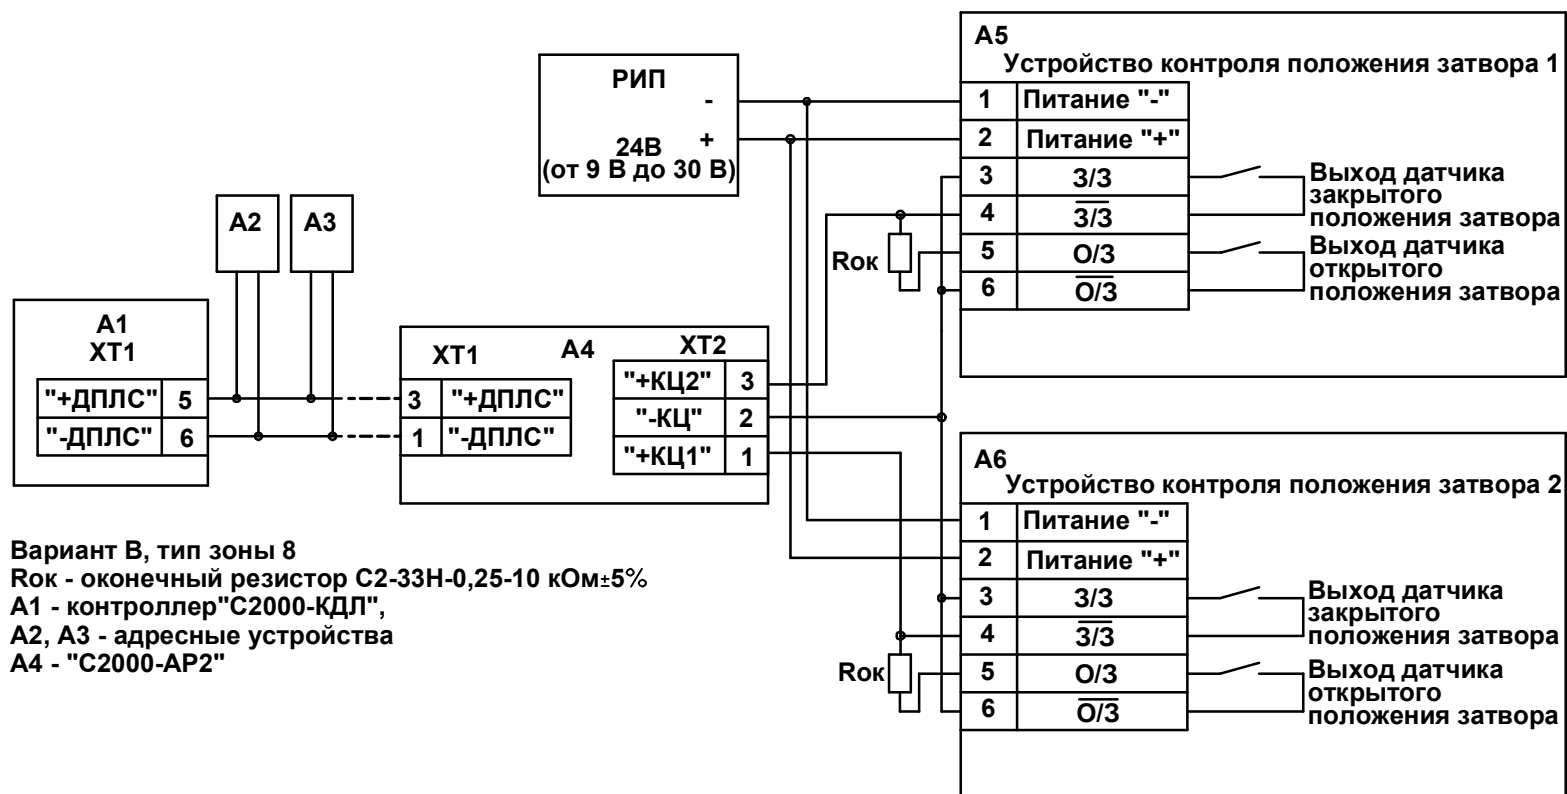 РИП
-
24В +
(от 9 В до 30 В)
А2
А3
А1
ХТ1
"+ДПЛС" 5
"-ДПЛС" 6
ХТ1 А4 ХТ2
3 "+ДПЛС"
1 "-ДПЛС"
"+КЦ2" 3
"-КЦ" 2
"+КЦ1" 1
Rок
А5
Устройство контроля положения затвора 1
1 Питание "-"
2 Питание "+"
3 З/З
4 З/З
5 О/З
6 О/З
Выход датчика
закрытого
положения затвора
Выход датчика
открытого
положения затвора
А6
Устройство контроля положения затвора 2
1 Питание "-"
2 Питание "+"
3 З/З
4 З/З
5 О/З
6 О/З
Выход датчика
закрытого
положения затвора
Выход датчика
открытого
положения затвора
Rок
Вариант В, тип зоны 8
Rок - оконечный резистор С2-33Н-0,25-10 кОм±5%
А1 - контроллер"С2000-КДЛ",
А2, А3 - адресные устройства
А4 - "С2000-АР2"